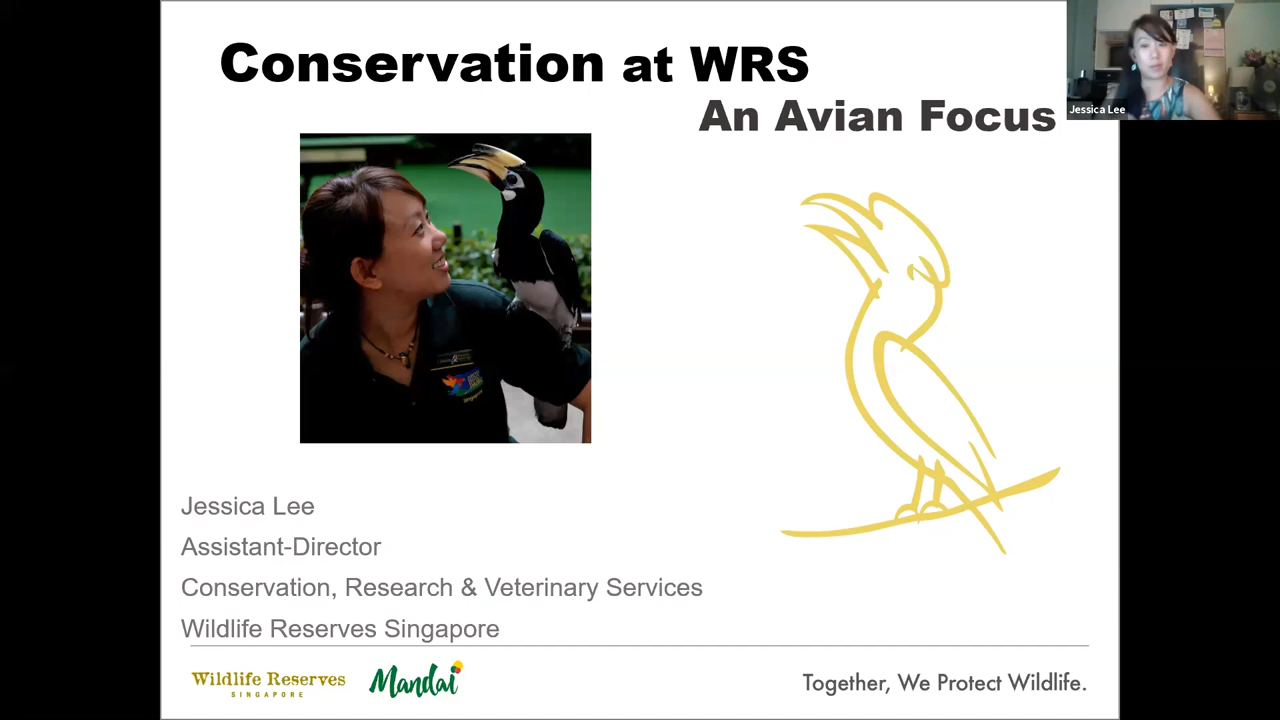 Conservation at WRS
An Avian Focus
Jessica Lee
Jessica Lee
Assistant-Director
Conservation, Research & Veterinary Services
Wildlife Reserves Singapore
Wildlife Reserves
SINGAPORE
Mandai
Together, We Protect Wildlife.